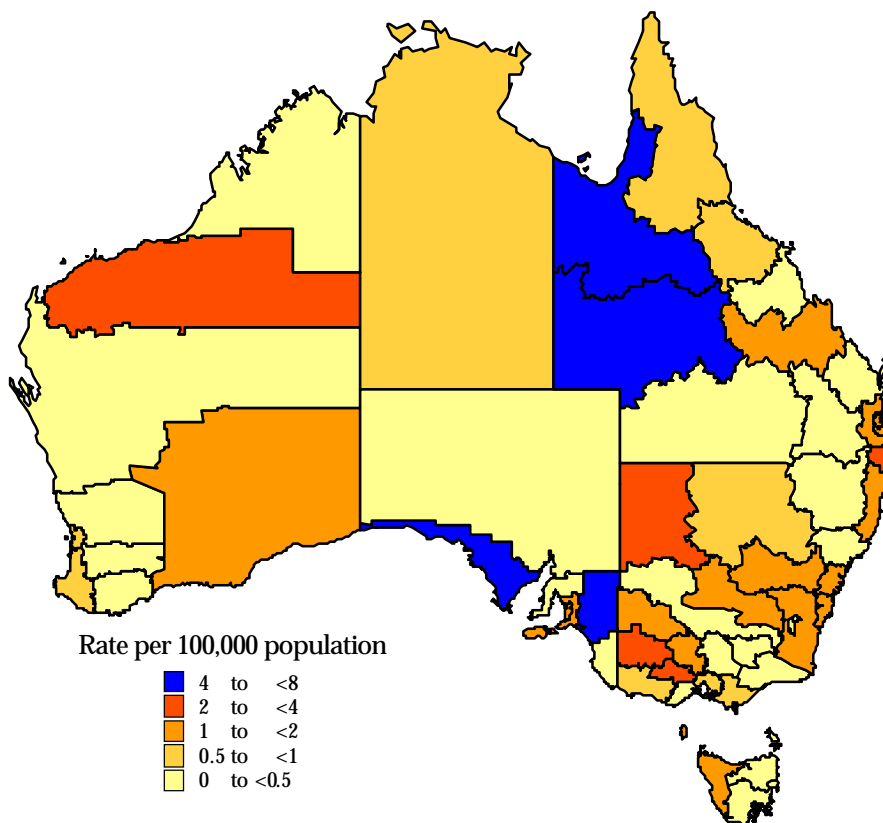 Rate per 100,000 population
4 to <8
2 to <4
1 to <2
0.5 to <1
0 to <0.5